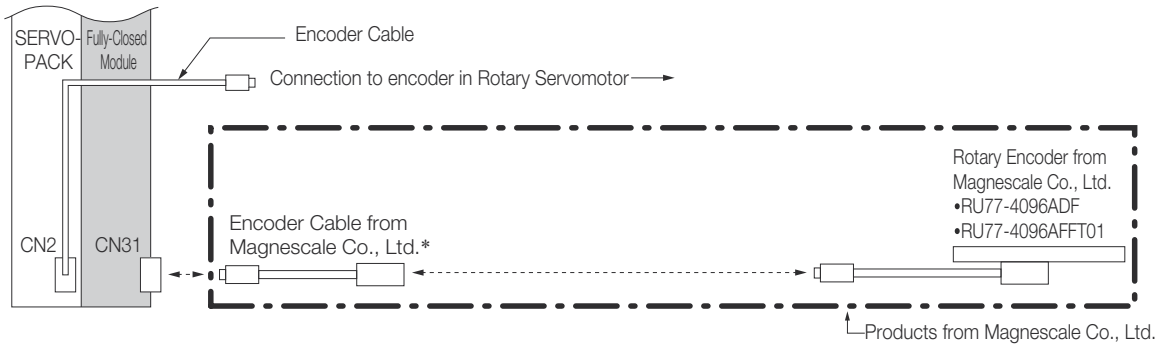 SERVO-
PACK
Fully-Closed
Module
Encoder Cable
Connection to encoder in Rotary Servomotor
Rotary Encoder from
Magnescale Co., Ltd.
•RU77-4096ADF
•RU77-4096AFFT01
Encoder Cable from
Magnescale Co., Ltd.*
CN2
CN31
Products from Magnescale Co., Ltd.